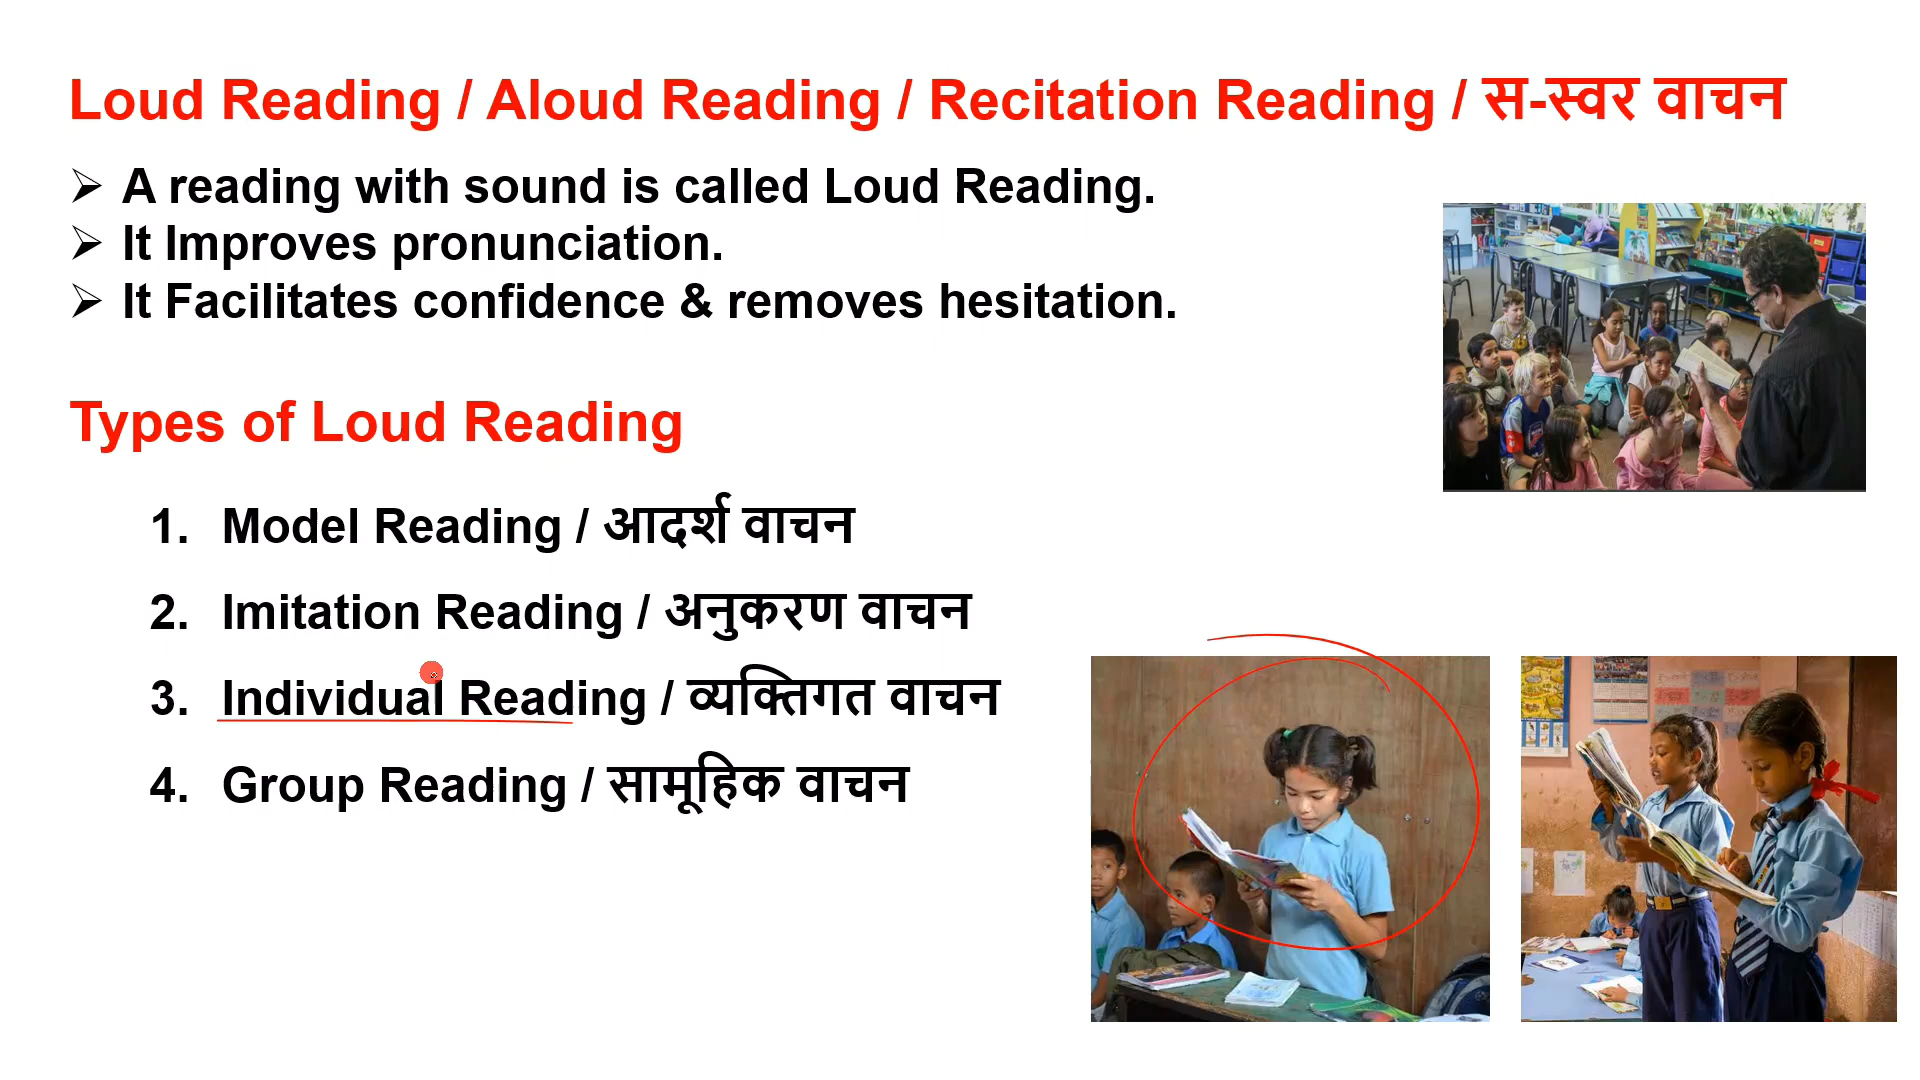 Loud Reading / Aloud Reading / Recitation Reading / स-स्वर वाचन
➢ A reading with sound is called Loud Reading.
➢ It Improves pronunciation.
➢ It Facilitates confidence & removes hesitation.
Types of Loud Reading
1. Model Reading / आदर्श वाचन
2. Imitation Reading / अनुकरण वाचन
3. Individual Reading / व्यक्तिगत वाचन
4. Group Reading / सामूहिक वाचन